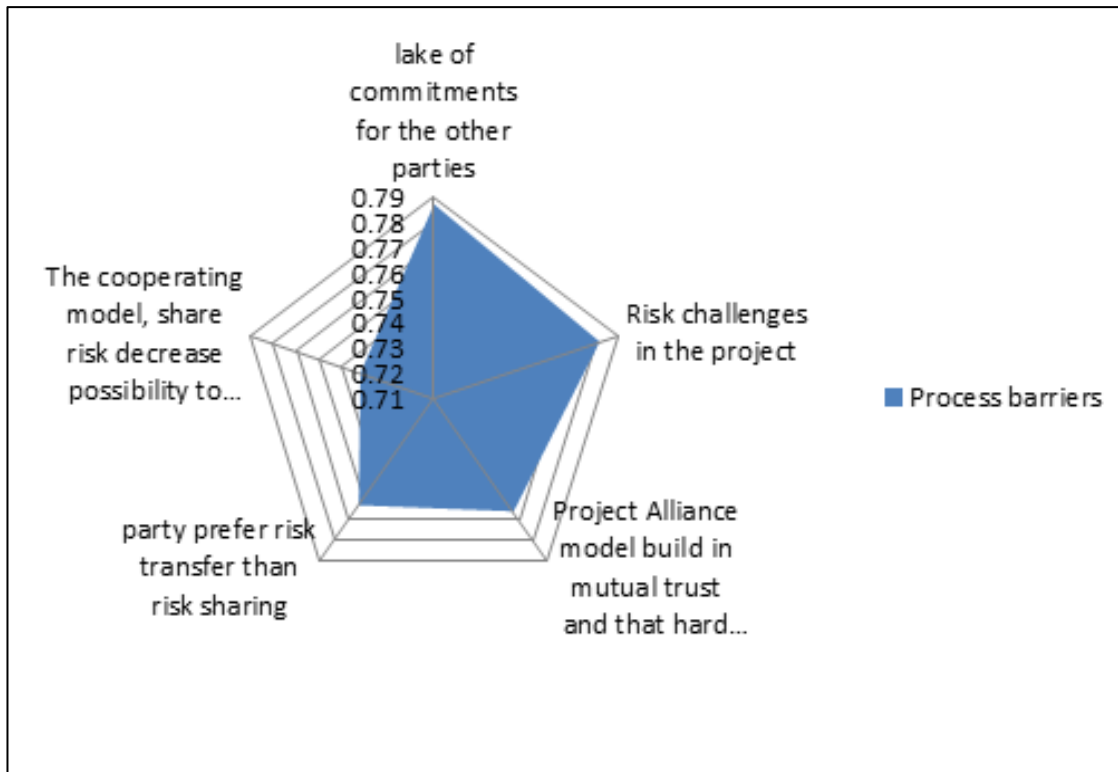 lake of
commitments
for the other
parties
0.79
0.78
0.77
0.76
0.75
0.74
0.73
0.72
0.71
The cooperating
model, share
risk decrease
possibility to...
Risk challenges
in the project
Process barriers
party prefer risk
transfer than
risk sharing
Project Alliance
model build in
mutual trust
and that hard...